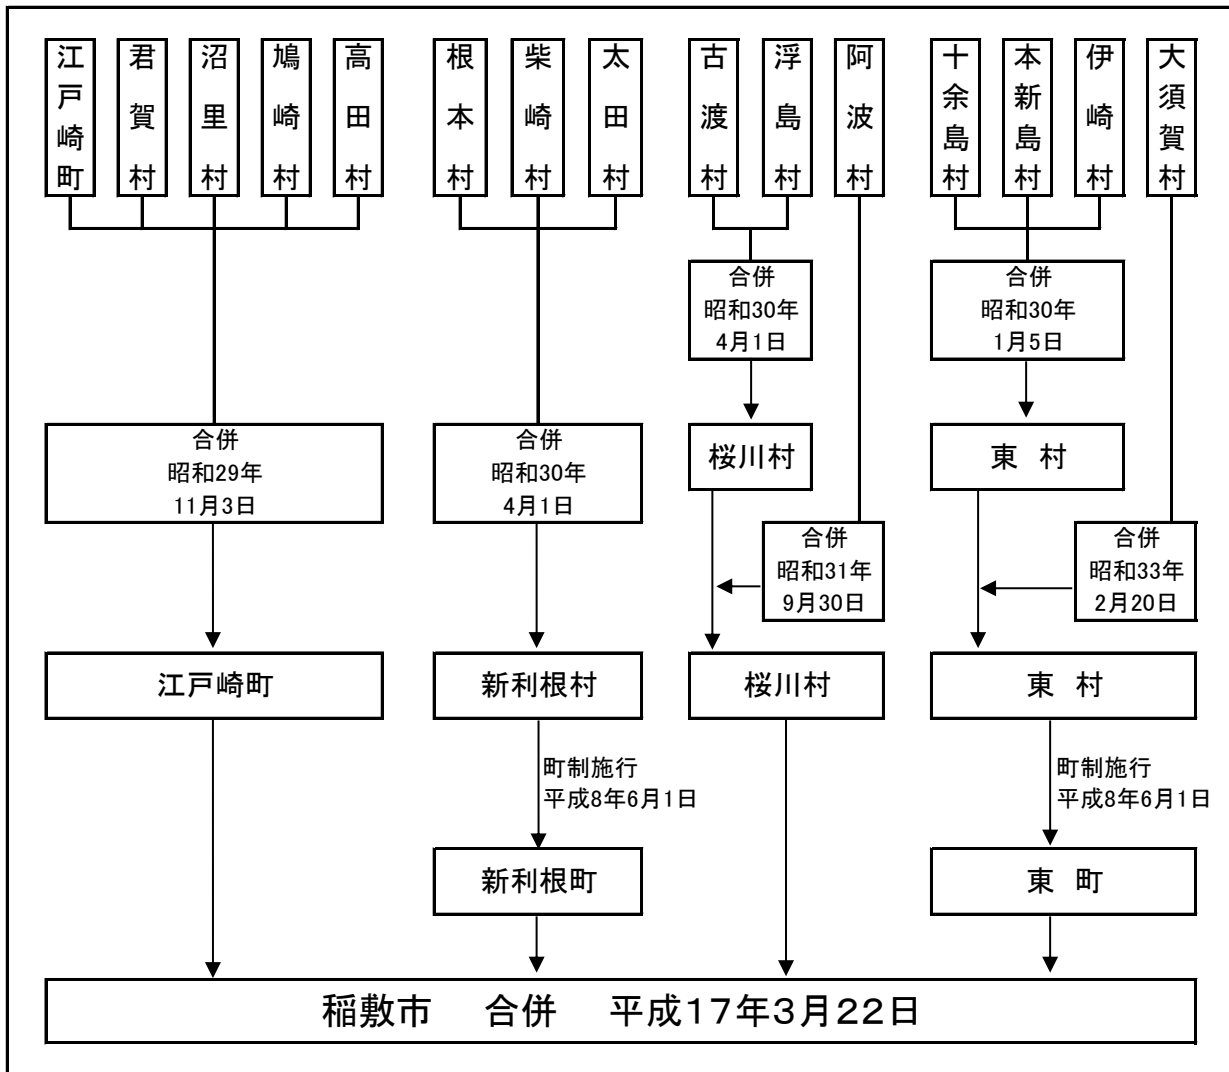 江戸崎町
君賀村
沼里村
鳩崎村
高田村
根本村
柴崎村
太田村
古渡村
浮島村
阿波村
十余島村
本新島村
伊崎村
大須賀村
合併
昭和30年
4月1日
合併
昭和30年
1月5日
合併
昭和29年
11月3日
合併
昭和30年
4月1日
桜川村
東 村
合併
昭和31年
9月30日
合併
昭和33年
2月20日
江戸崎町
新利根村
桜川村
東 村
町制施行
平成8年6月1日
町制施行
平成8年6月1日
新利根町
東 町
稲敷市 合併 平成17年3月22日